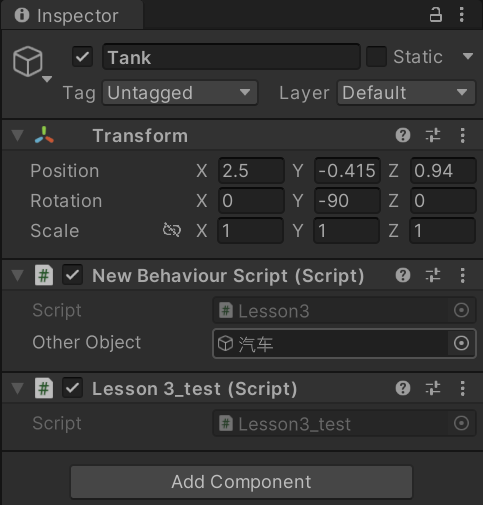 Inspector
Tank Static
Tag Untagged Layer Default
Transform
Position X 2.5 Y -0.415 Z 0.94
Rotation X 0 Y -90 Z 0
Scale X 1 Y 1 Z 1
# New Behaviour Script (Script)
Script # Lesson3
Other Object 汽车
# Lesson 3_test (Script)
Script # Lesson3_test
Add Component